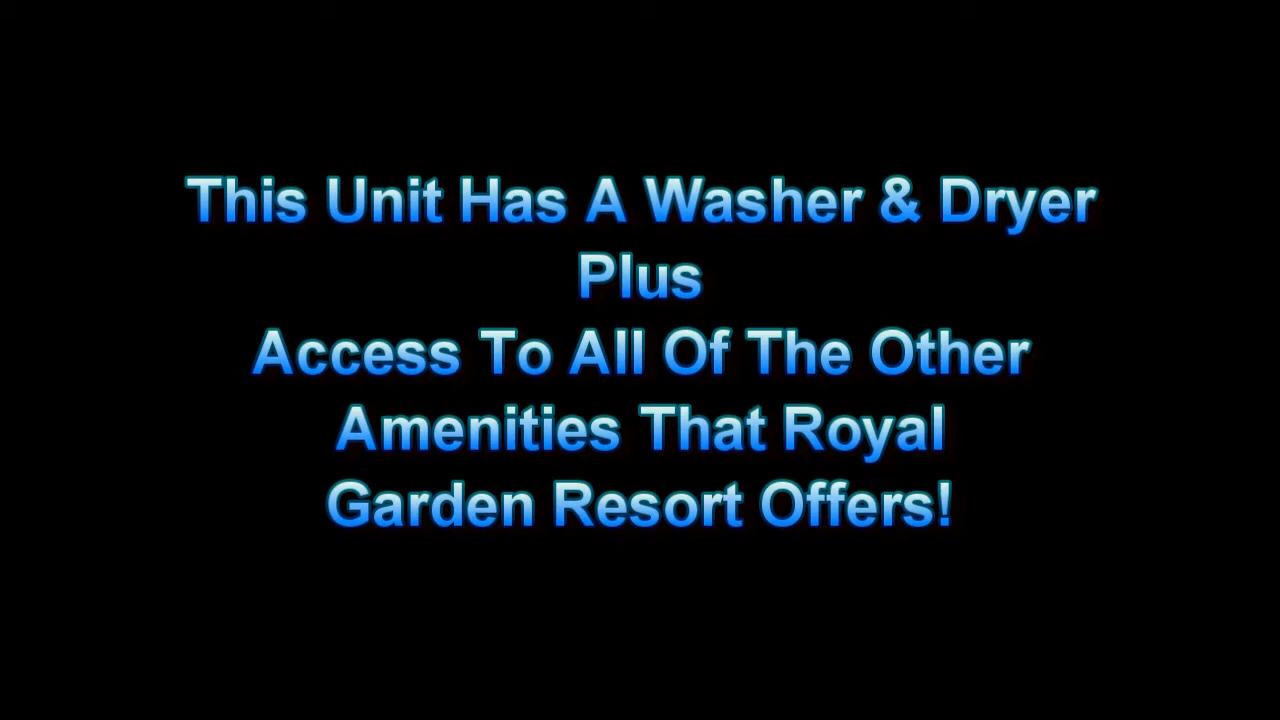 This Unit Has A Washer & Dryer
Plus
Access To All Of The Other
Amenities That Royal
Garden Resort Offers!